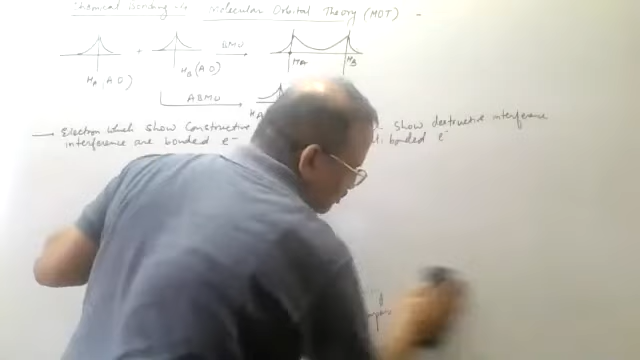 Chemical Bonding Molecular Orbital Theory (MOT) -
+ BMO
HA (AO) HB (AO) HA HB
ABMO
HA
Electron which show Constructive show destructive interference
interference are bonded e⁻ bonded e⁻